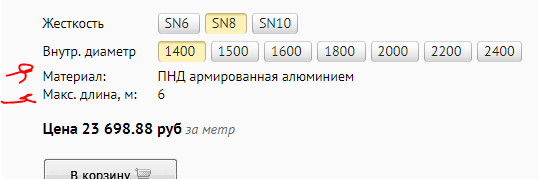 Жесткость SN6 SN8 SN10
Внутр. диаметр 1400 1500 1600 1800 2000 2200 2400
Материал: ПНД армированная алюминием
Макс. длина, м: 6
Цена 23 698.88 руб за метр
В корзину